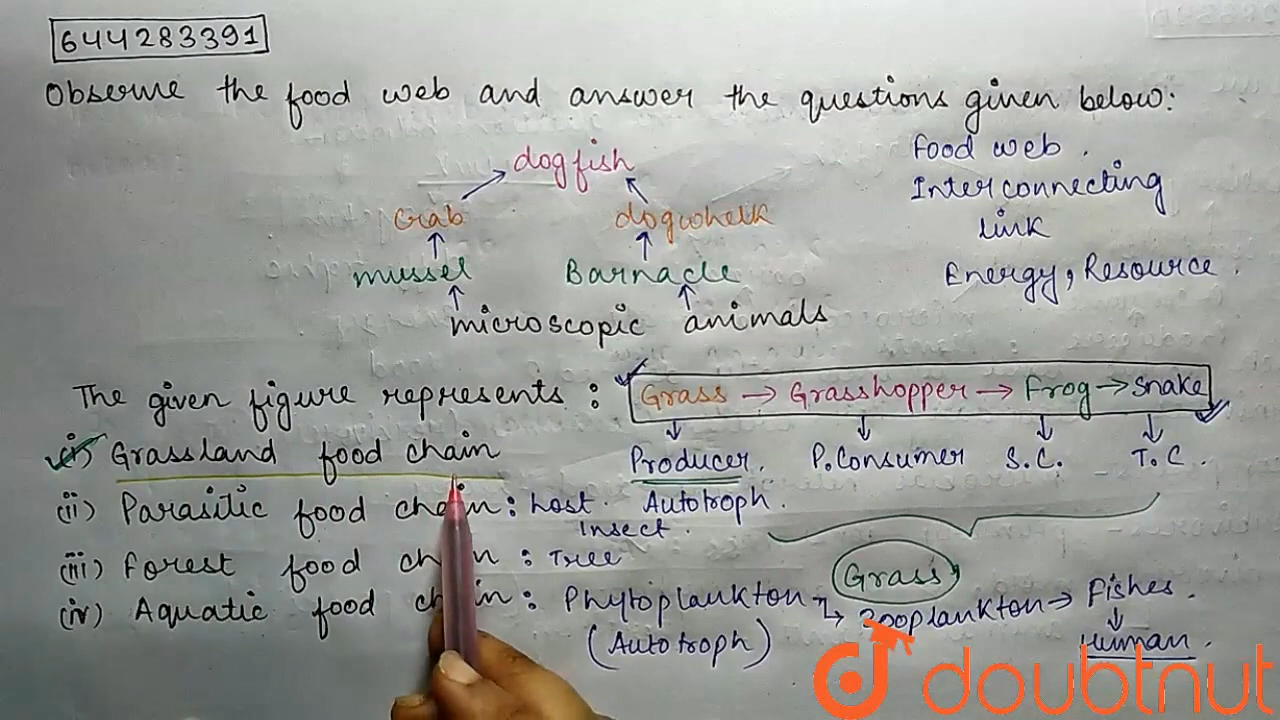 644283391
Observe the food web and answer the questions given below:
dogfish
Food web.
Interconnecting
link
Crab
dogwhelk
mussel
Barnacle
Energy, Resource.
microscopic animals
The given figure represents :
Grass → Grasshopper → Frog → Snake
(i) Grassland food chain
Producer. P. Consumer S.C. T.C.
(ii) Parasitic food chain : host. Autotroph.
Insect.
(iii) Forest food chain : Tree
Grass
(iv) Aquatic food chain : Phytoplankton → Zooplankton → Fishes.
(Autotroph)
Human.
doubtnut